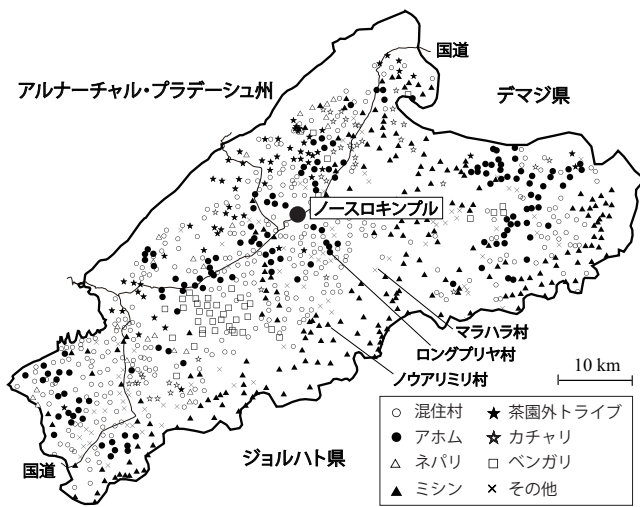 国道
アルナーチャル・プラデーシュ州
デマジ県
ノースロキンプル
マラハラ村
ロングプリヤ村
ノウアリミリ村
10 km
ジョルハト県
国道
○ 混住村
● アホム
△ ネパリ
▲ ミシン
★ 茶園外トライブ
☆ カチャリ
□ ベンガリ
× その他